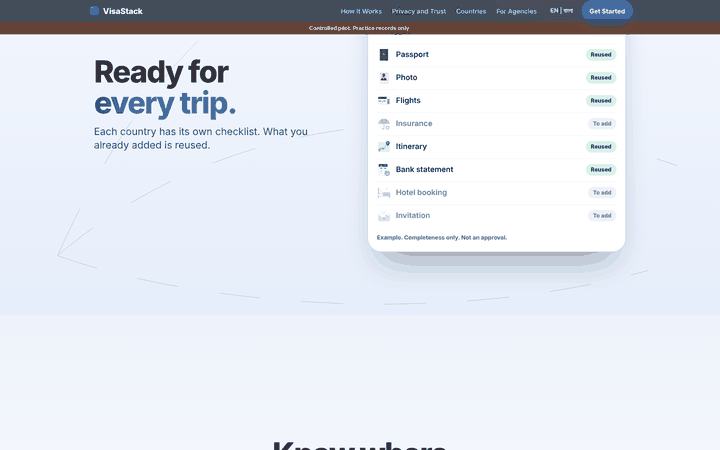 VisaStack
How It Works
Privacy and Trust
Countries
For Agencies
EN | বাংলা
Get Started
Controlled pilot. Practice records only
Ready for
every trip.
Each country has its own checklist. What you
already added is reused.
Passport Reused
Photo Reused
Flights Reused
Insurance To add
Itinerary Reused
Bank statement Reused
Hotel booking To add
Invitation To add
Example. Completeness only. Not an approval.
Know where